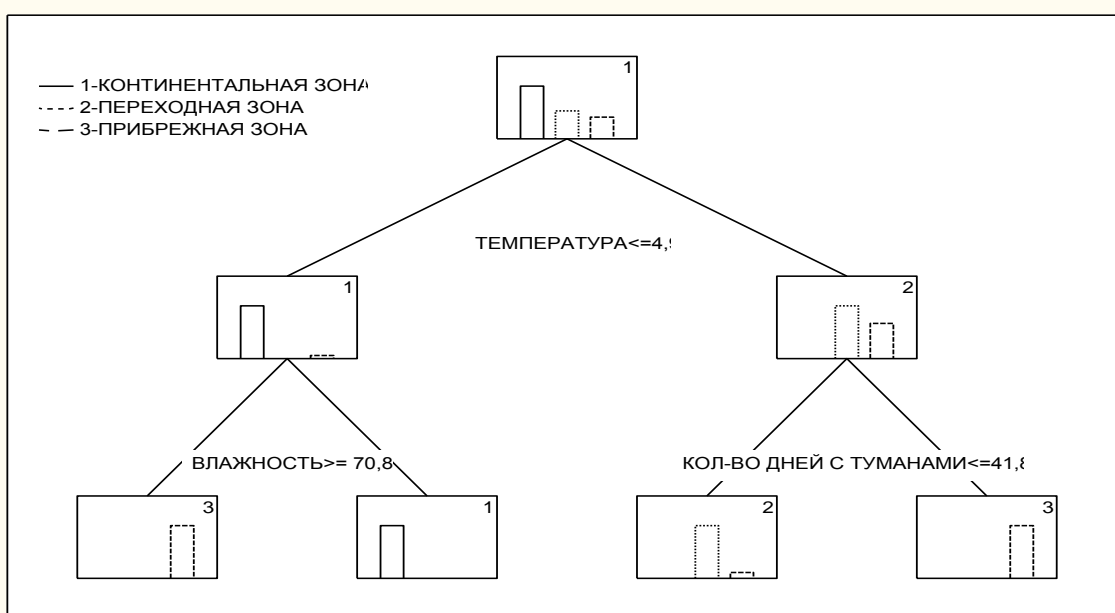 1
1-КОНТИНЕНТАЛЬНАЯ ЗОНА
2-ПЕРЕХОДНАЯ ЗОНА
3-ПРИБРЕЖНАЯ ЗОНА
ТЕМПЕРАТУРА<=4,
1
2
ВЛАЖНОСТЬ>= 70,8
КОЛ-ВО ДНЕЙ С ТУМАНАМИ<=41,8
3
1
2
3